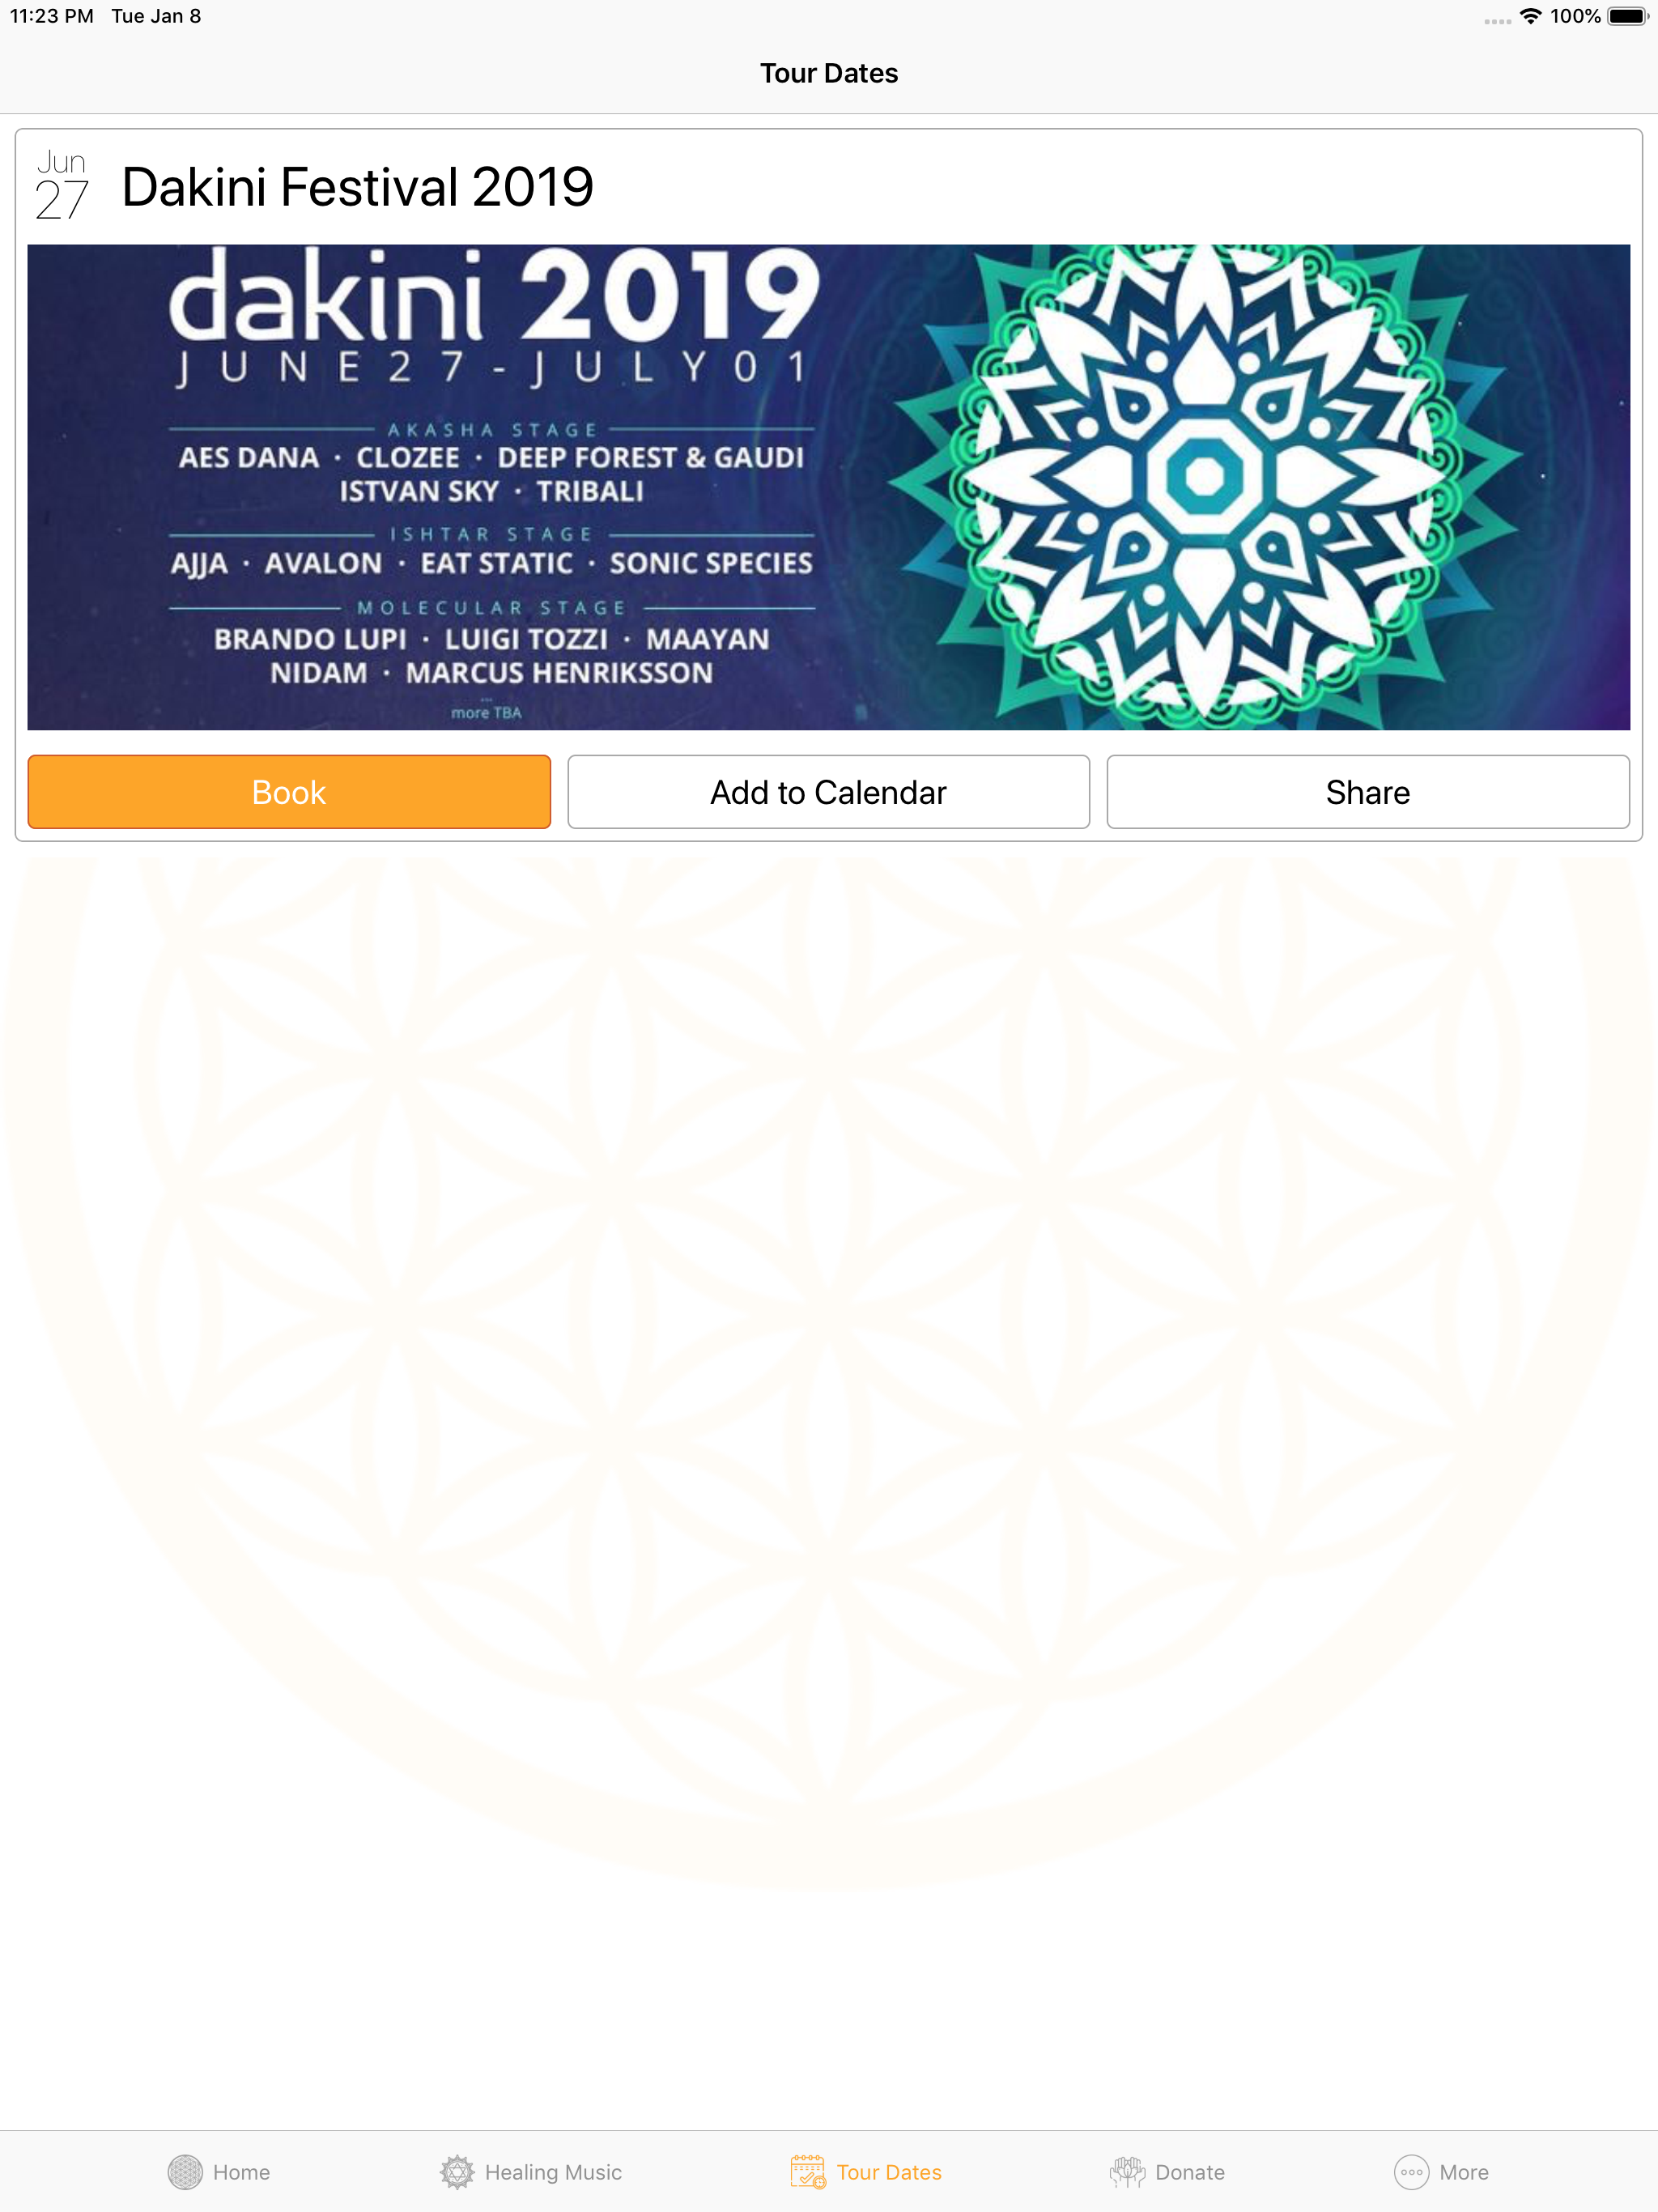 11:23 PM Tue Jan 8 100%
Tour Dates
Jun
27
Dakini Festival 2019
dakini 2019
JUNE 27 - JULY 01
AKASHA STAGE
AES DANA · CLOZEE · DEEP FOREST & GAUDI
ISTVAN SKY · TRIBALI
ISHTAR STAGE
AJJA · AVALON · EAT STATIC · SONIC SPECIES
MOLECULAR STAGE
BRANDO LUPI · LUIGI TOZZI · MAAYAN
NIDAM · MARCUS HENRIKSSON
...
more TBA
Book Add to Calendar Share
Home Healing Music Tour Dates Donate More